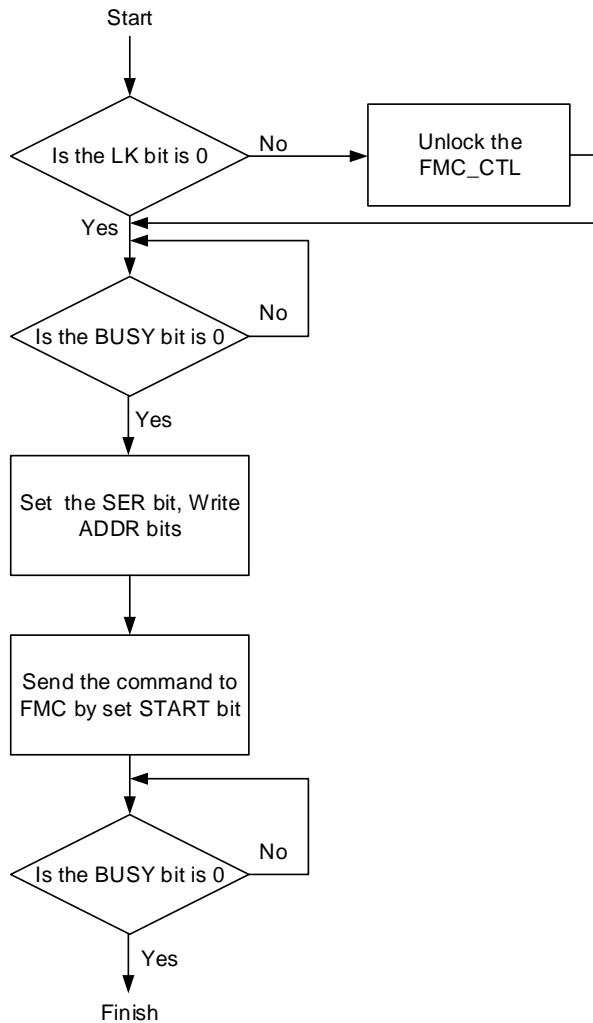 Start
Is the LK bit is 0
No
Unlock the
FMC_CTL
Yes
Is the BUSY bit is 0
No
Yes
Set the SER bit, Write
ADDR bits
Send the command to
FMC by set START bit
Is the BUSY bit is 0
No
Yes
Finish